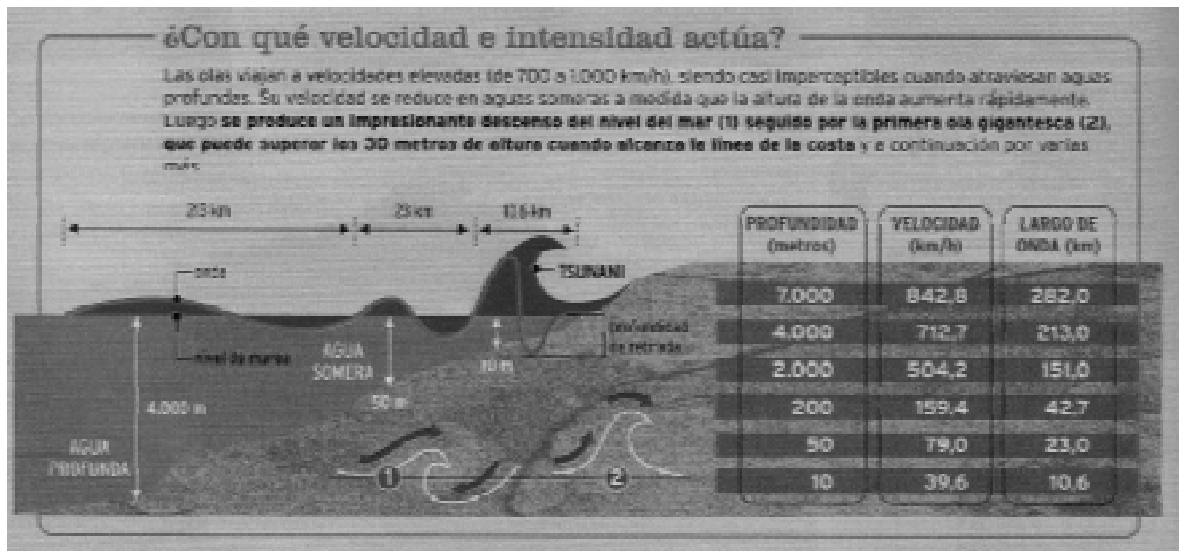 ¿Con qué velocidad e intensidad actúa?
Las olas viajan a velocidades elevadas (de 700 a 1.000 km/h), siendo casi imperceptibles cuando atraviesan aguas
profundas. Su velocidad se reduce en aguas someras a medida que la altura de la onda aumenta rápidamente.
Luego se produce un impresionante descenso del nivel del mar (1) seguido por la primera ola gigantesca (2),
que puede superar los 30 metros de altura cuando alcanza la línea de la costa y a continuación por varias
más.
213 km
23 km
10,6 km
onda
TSUNAMI
nivel de marea
AGUA
SOMERA
profundidad
de retirada
10 m
50 m
4.000 m
AGUA
PROFUNDA
1
2
PROFUNDIDAD
(metros)
VELOCIDAD
(km/h)
LARGO DE
ONDA (km)
7.000 842,8 282,0
4.000 712,7 213,0
2.000 504,2 151,0
200 159,4 42,7
50 79,0 23,0
10 39,6 10,6